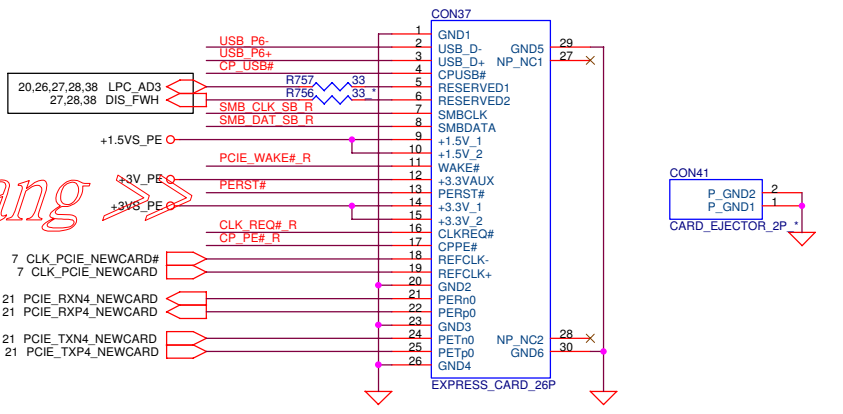 CON37
1 GND1
USB_P6- 2 USB_D- GND5 29
USB_P6+ 3 USB_D+ NP_NC1 27
CP_USB# 4 CPUSB#
20,26,27,28,38 LPC_AD3 R757 33 5 RESERVED1
27,28,38 DIS_FWH R756 33_* 6 RESERVED2
SMB_CLK_SB_R 7 SMBCLK
SMB_DAT_SB_R 8 SMBDATA
+1.5VS_PE 9 +1.5V_1
10 +1.5V_2
PCIE_WAKE#_R 11 WAKE#
+3V_PE 12 +3.3VAUX
PERST# 13 PERST#
+3VS_PE 14 +3.3V_1
15 +3.3V_2
CLK_REQ#_R 16 CLKREQ#
CP_PE#_R 17 CPPE#
7 CLK_PCIE_NEWCARD# 18 REFCLK-
7 CLK_PCIE_NEWCARD 19 REFCLK+
20 GND2
21 PCIE_RXN4_NEWCARD 21 PERn0
21 PCIE_RXP4_NEWCARD 22 PERp0
23 GND3
21 PCIE_TXN4_NEWCARD 24 PETn0 NP_NC2 28
21 PCIE_TXP4_NEWCARD 25 PETp0 GND6 30
26 GND4
EXPRESS_CARD_26P
CON41
P_GND2 2
P_GND1 1
CARD_EJECTOR_2P_*
ang >>